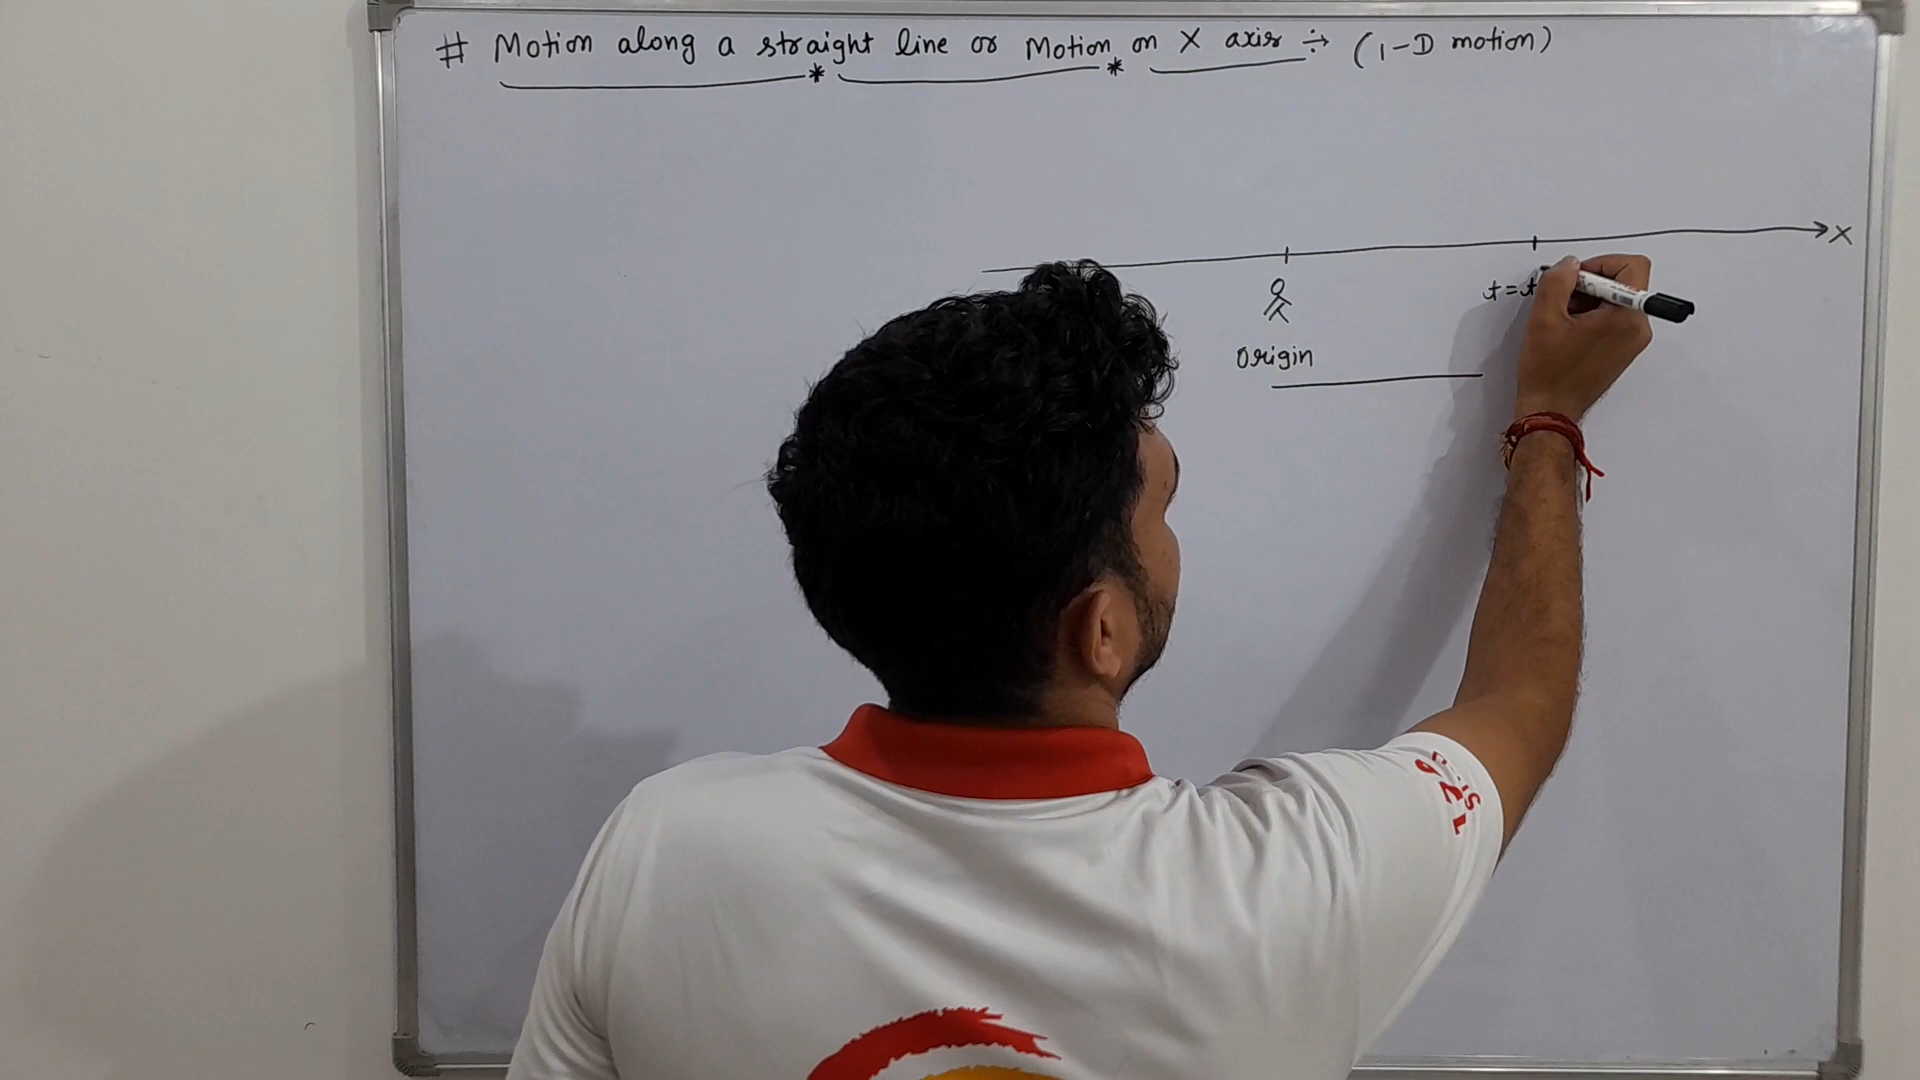 # Motion along a straight line or Motion on X axis ÷ (1-D motion)
X
t=t
origin